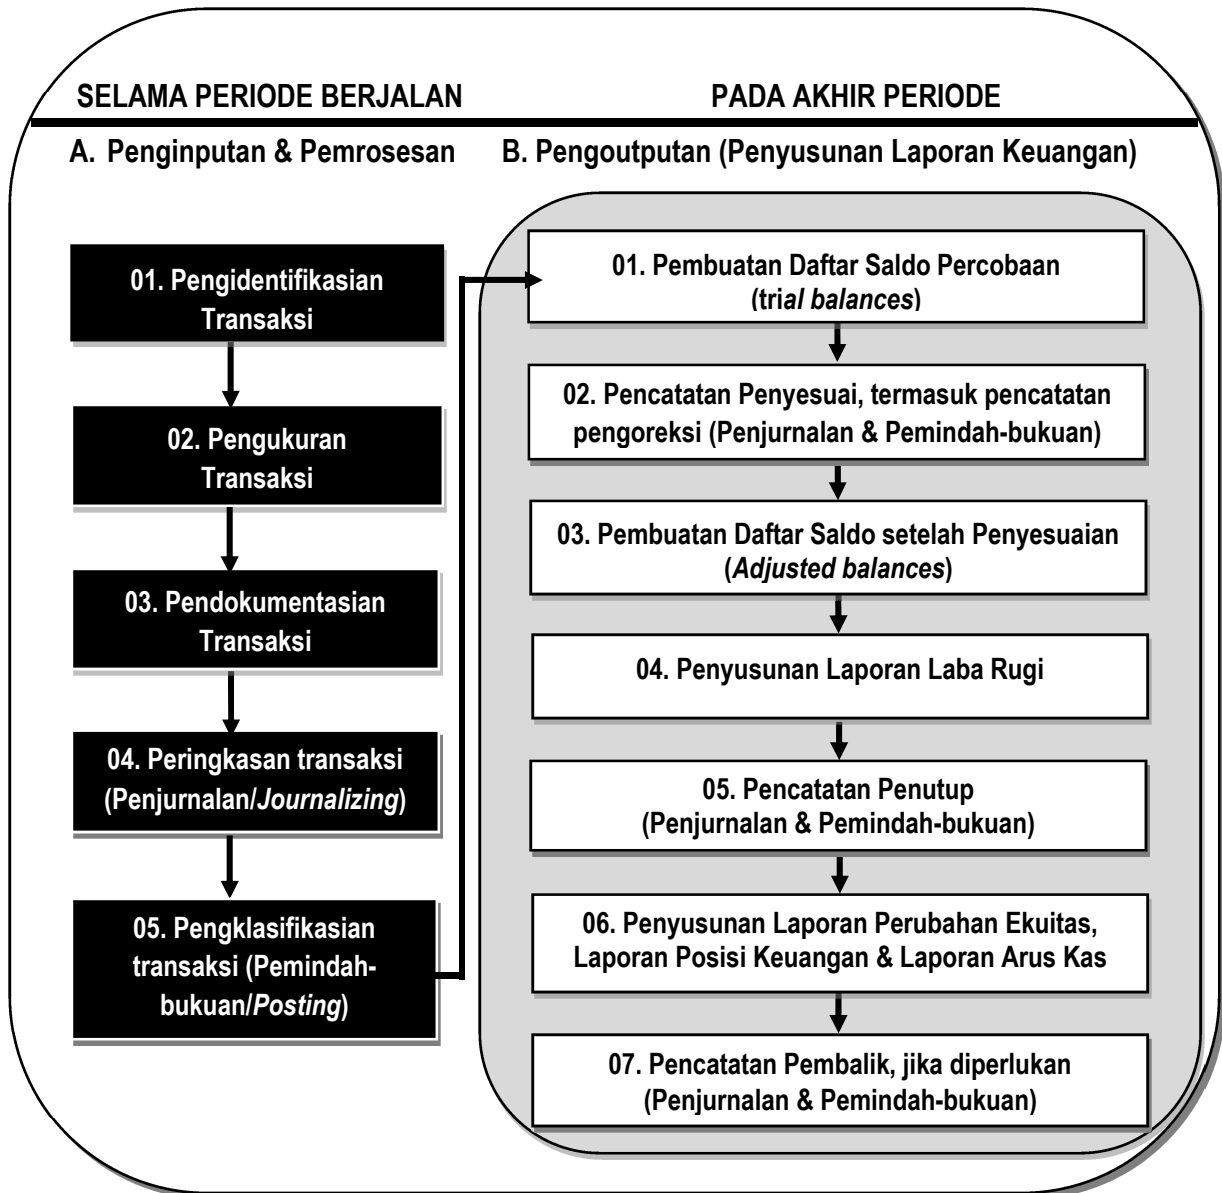 SELAMA PERIODE BERJALAN
PADA AKHIR PERIODE
A. Penginputan & Pemrosesan
B. Pengoutputan (Penyusunan Laporan Keuangan)
01. Pengidentifikasian
Transaksi
02. Pengukuran
Transaksi
03. Pendokumentasian
Transaksi
04. Peringkasan transaksi
(Penjurnalan/Journalizing)
05. Pengklasifikasian
transaksi (Pemindah-
bukuan/Posting)
01. Pembuatan Daftar Saldo Percobaan
(trial balances)
02. Pencatatan Penyesuai, termasuk pencatatan
pengoreksi (Penjurnalan & Pemindah-bukuan)
03. Pembuatan Daftar Saldo setelah Penyesuaian
(Adjusted balances)
04. Penyusunan Laporan Laba Rugi
05. Pencatatan Penutup
(Penjurnalan & Pemindah-bukuan)
06. Penyusunan Laporan Perubahan Ekuitas,
Laporan Posisi Keuangan & Laporan Arus Kas
07. Pencatatan Pembalik, jika diperlukan
(Penjurnalan & Pemindah-bukuan)